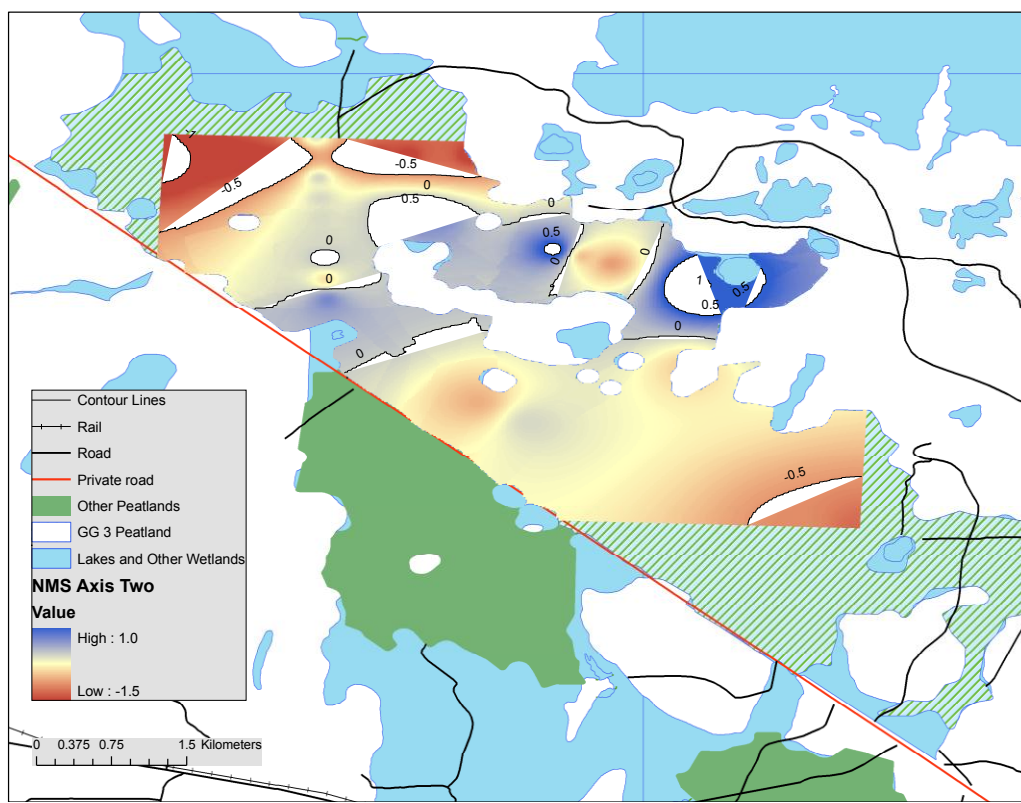 -0.5
-0.5
0
0.5
0
0.5
0
0
0
0
1
0.5
0.5
0
0
0
-0.5
Contour Lines
Rail
Road
Private road
Other Peatlands
GG 3 Peatland
Lakes and Other Wetlands
NMS Axis Two
Value
High : 1.0
Low : -1.5
0 0.375 0.75 1.5 Kilometers